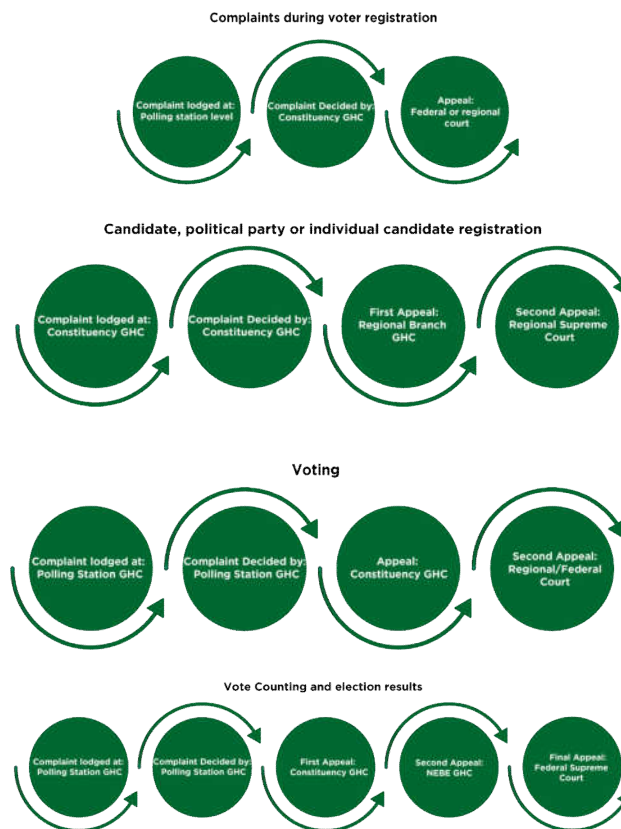 Complaints during voter registration
Complaint lodged at:
Polling station level
Complaint Decided by:
Constituency GHC
Appeal:
Federal or regional
court
Candidate, political party or individual candidate registration
Complaint lodged at:
Constituency GHC
Complaint Decided by:
Constituency GHC
First Appeal:
Regional Branch
GHC
Second Appeal:
Regional Supreme
Court
Voting
Complaint lodged at:
Polling Station GHC
Complaint Decided by:
Polling Station GHC
Appeal:
Constituency GHC
Second Appeal:
Regional/Federal
Court
Vote Counting and election results
Complaint lodged at:
Polling Station GHC
Complaint Decided by:
Polling Station GHC
First Appeal:
Constituency GHC
Second Appeal:
NEBE GHC
Final Appeal:
Federal Supreme
Court